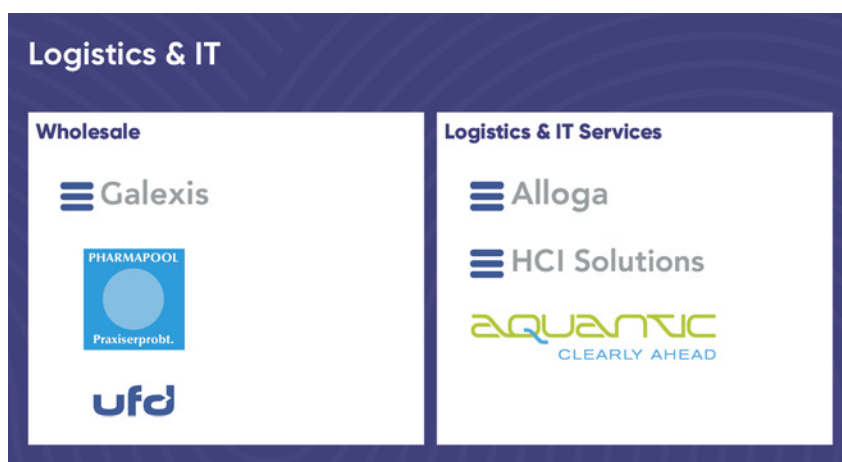 Logistics & IT
Wholesale
Galexis
PHARMAPOOL
Praxiserprobt.
ufd
Logistics & IT Services
Alloga
HCI Solutions
aquantic
CLEARLY AHEAD